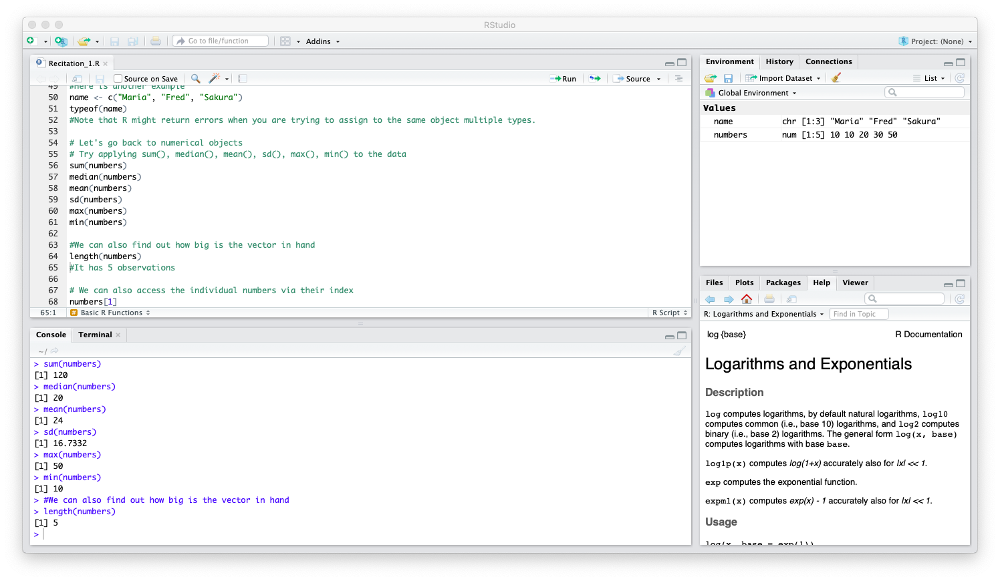 RStudio
Go to file/function
Addins
Project: (None)
Recitation_1.R
Source on Save
Run
Source
49 #Here is another example
50 name <- c("Maria", "Fred", "Sakura")
51 typeof(name)
52 #Note that R might return errors when you are trying to assign to the same object multiple types.
53
54 # Let's go back to numerical objects
55 # Try applying sum(), median(), mean(), sd(), max(), min() to the data
56 sum(numbers)
57 median(numbers)
58 mean(numbers)
59 sd(numbers)
60 max(numbers)
61 min(numbers)
62
63 #We can also find out how big is the vector in hand
64 length(numbers)
65 #It has 5 observations
66
67 # We can also access the individual numbers via their index
68 numbers[1]
65:1 # Basic R Functions R Script
Console Terminal
~/
> sum(numbers)
[1] 120
> median(numbers)
[1] 20
> mean(numbers)
[1] 24
> sd(numbers)
[1] 16.7332
> max(numbers)
[1] 50
> min(numbers)
[1] 10
> #We can also find out how big is the vector in hand
> length(numbers)
[1] 5
>
Environment History Connections
Import Dataset List
Global Environment
Values
name chr [1:3] "Maria" "Fred" "Sakura"
numbers num [1:5] 10 10 20 30 50
Files Plots Packages Help Viewer
R: Logarithms and Exponentials Find in Topic
log {base} R Documentation
Logarithms and Exponentials
Description
log computes logarithms, by default natural logarithms, log10
computes common (i.e., base 10) logarithms, and log2 computes
binary (i.e., base 2) logarithms. The general form log(x, base)
computes logarithms with base base.
log1p(x) computes log(1+x) accurately also for |x| << 1.
exp computes the exponential function.
expm1(x) computes exp(x) - 1 accurately also for |x| << 1.
Usage
log(x, base = exp(1))